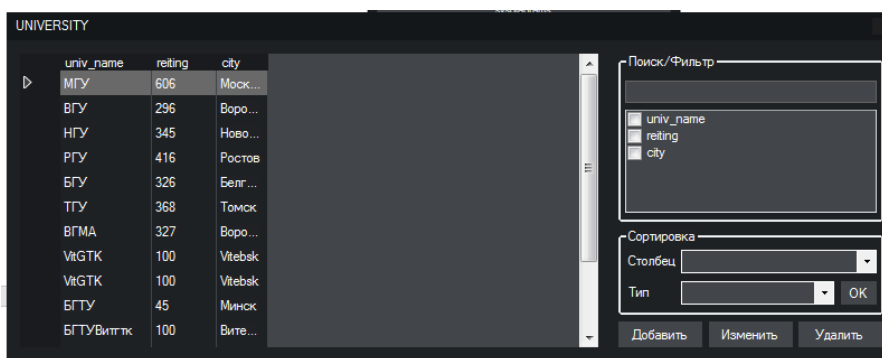 UNIVERSITY
univ_name reiting city
МГУ 606 Моск...
ВГУ 296 Воро...
НГУ 345 Ново...
РГУ 416 Ростов
БГУ 326 Белг...
ТГУ 368 Томск
ВГМА 327 Воро...
VitGTK 100 Vitebsk
VitGTK 100 Vitebsk
БГТУ 45 Минск
БГТУВитгтк 100 Вите...
Поиск/Фильтр
univ_name
reiting
city
Сортировка
Столбец
Тип OK
Добавить Изменить Удалить